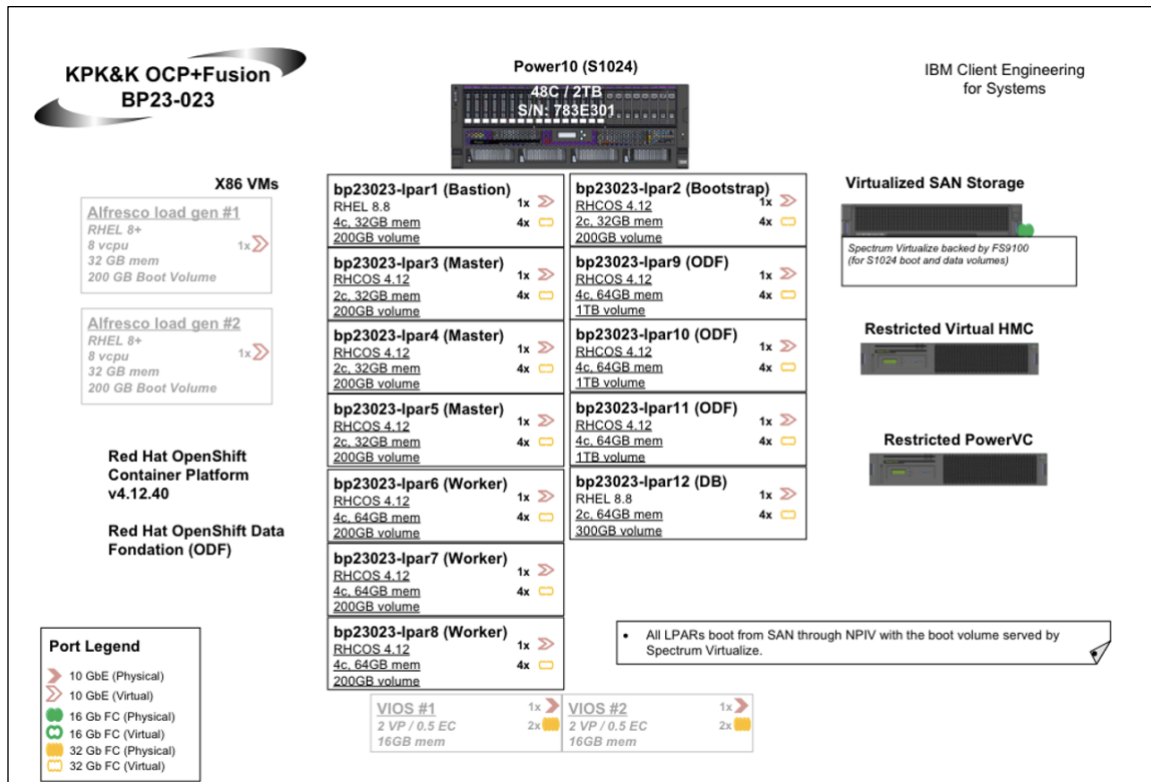 KPK&K OCP+Fusion
BP23-023
Power10 (S1024)
48C / 2TB
S/N: 783E301
IBM Client Engineering
for Systems
X86 VMs
Alfresco load gen #1
RHEL 8+
8 vcpu
1x
32 GB mem
200 GB Boot Volume
Alfresco load gen #2
RHEL 8+
8 vcpu
1x
32 GB mem
200 GB Boot Volume
Red Hat OpenShift
Container Platform
v4.12.40
Red Hat OpenShift Data
Fondation (ODF)
bp23023-lpar1 (Bastion)
RHEL 8.8
1x
4c, 32GB mem
4x
200GB volume
bp23023-lpar3 (Master)
RHCOS 4.12
1x
2c, 32GB mem
4x
200GB volume
bp23023-lpar4 (Master)
RHCOS 4.12
1x
2c, 32GB mem
4x
200GB volume
bp23023-lpar5 (Master)
RHCOS 4.12
1x
2c, 32GB mem
4x
200GB volume
bp23023-lpar6 (Worker)
RHCOS 4.12
1x
4c, 64GB mem
4x
200GB volume
bp23023-lpar7 (Worker)
RHCOS 4.12
1x
4c, 64GB mem
4x
200GB volume
bp23023-lpar8 (Worker)
RHCOS 4.12
1x
4c, 64GB mem
4x
200GB volume
bp23023-lpar2 (Bootstrap)
RHCOS 4.12
1x
2c, 32GB mem
4x
200GB volume
bp23023-lpar9 (ODF)
RHCOS 4.12
1x
4c, 64GB mem
4x
1TB volume
bp23023-lpar10 (ODF)
RHCOS 4.12
1x
4c, 64GB mem
4x
1TB volume
bp23023-lpar11 (ODF)
RHCOS 4.12
1x
4c, 64GB mem
4x
1TB volume
bp23023-lpar12 (DB)
RHEL 8.8
1x
2c, 64GB mem
4x
300GB volume
Virtualized SAN Storage
Spectrum Virtualize backed by FS9100
(for S1024 boot and data volumes)
Restricted Virtual HMC
Restricted PowerVC
• All LPARs boot from SAN through NPIV with the boot volume served by
Spectrum Virtualize.
VIOS #1
1x
2 VP / 0.5 EC
2x
16GB mem
VIOS #2
1x
2 VP / 0.5 EC
2x
16GB mem
Port Legend
10 GbE (Physical)
10 GbE (Virtual)
16 Gb FC (Physical)
16 Gb FC (Virtual)
32 Gb FC (Physical)
32 Gb FC (Virtual)